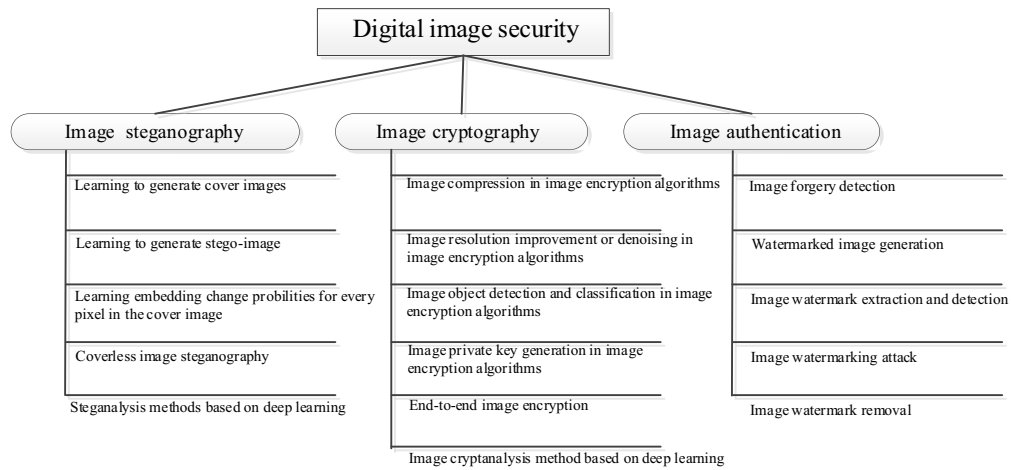 Digital image security
Image steganography
Learning to generate cover images
Learning to generate stego-image
Learning embedding change probilities for every
pixel in the cover image
Coverless image steganography
Steganalysis methods based on deep learning
Image cryptography
Image compression in image encryption algorithms
Image resolution improvement or denoising in
image encryption algorithms
Image object detection and classification in image
encryption algorithms
Image private key generation in image
encryption algorithms
End-to-end image encryption
Image cryptanalysis method based on deep learning
Image authentication
Image forgery detection
Watermarked image generation
Image watermark extraction and detection
Image watermarking attack
Image watermark removal